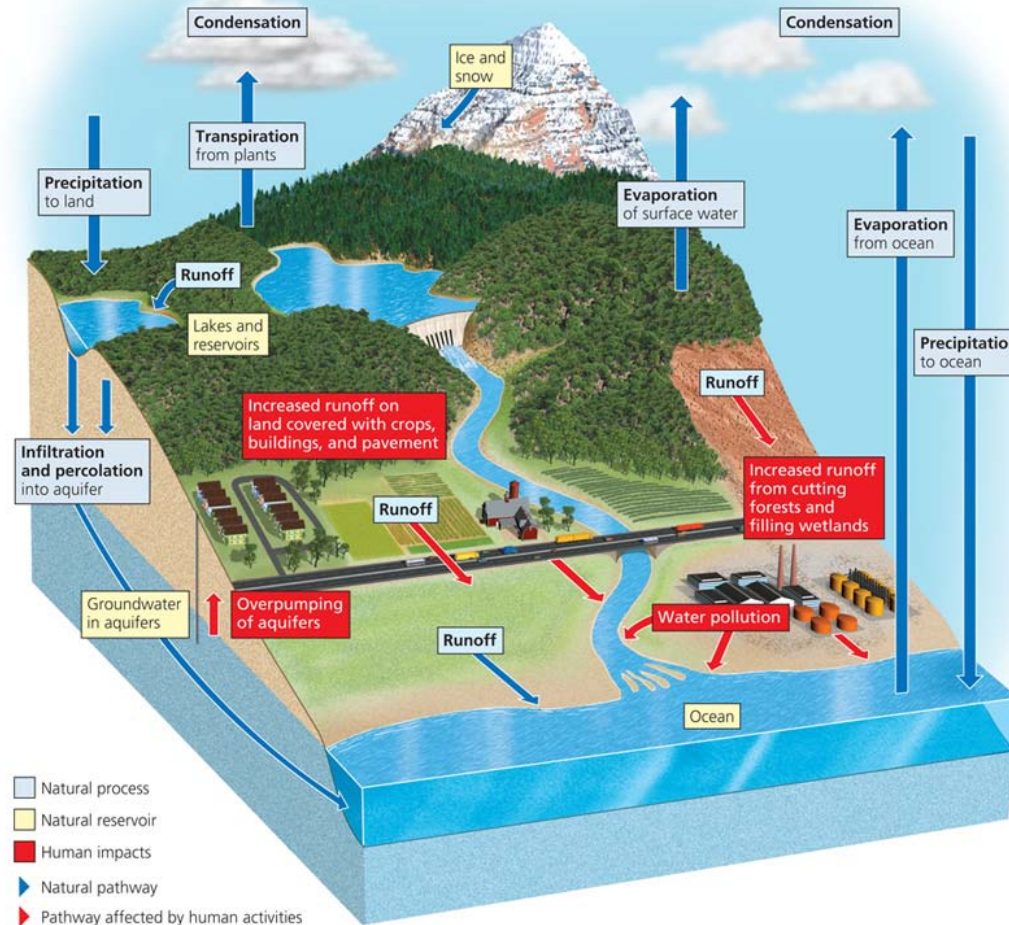 Condensation
Condensation
Ice and
snow
Transpiration
from plants
Precipitation
to land
Evaporation
of surface water
Evaporation
from ocean
Runoff
Lakes and
reservoirs
Precipitatio
to ocean
Runoff
Increased runoff on
land covered with crops,
buildings, and pavement
Infiltration
and percolation
into aquifer
Increased runoff
from cutting
forests and
filling wetlands
Runoff
Groundwater
in aquifers
Overpumping
of aquifers
Water pollution
Runoff
Ocean
Natural process
Natural reservoir
Human impacts
Natural pathway
Pathway affected by human activities